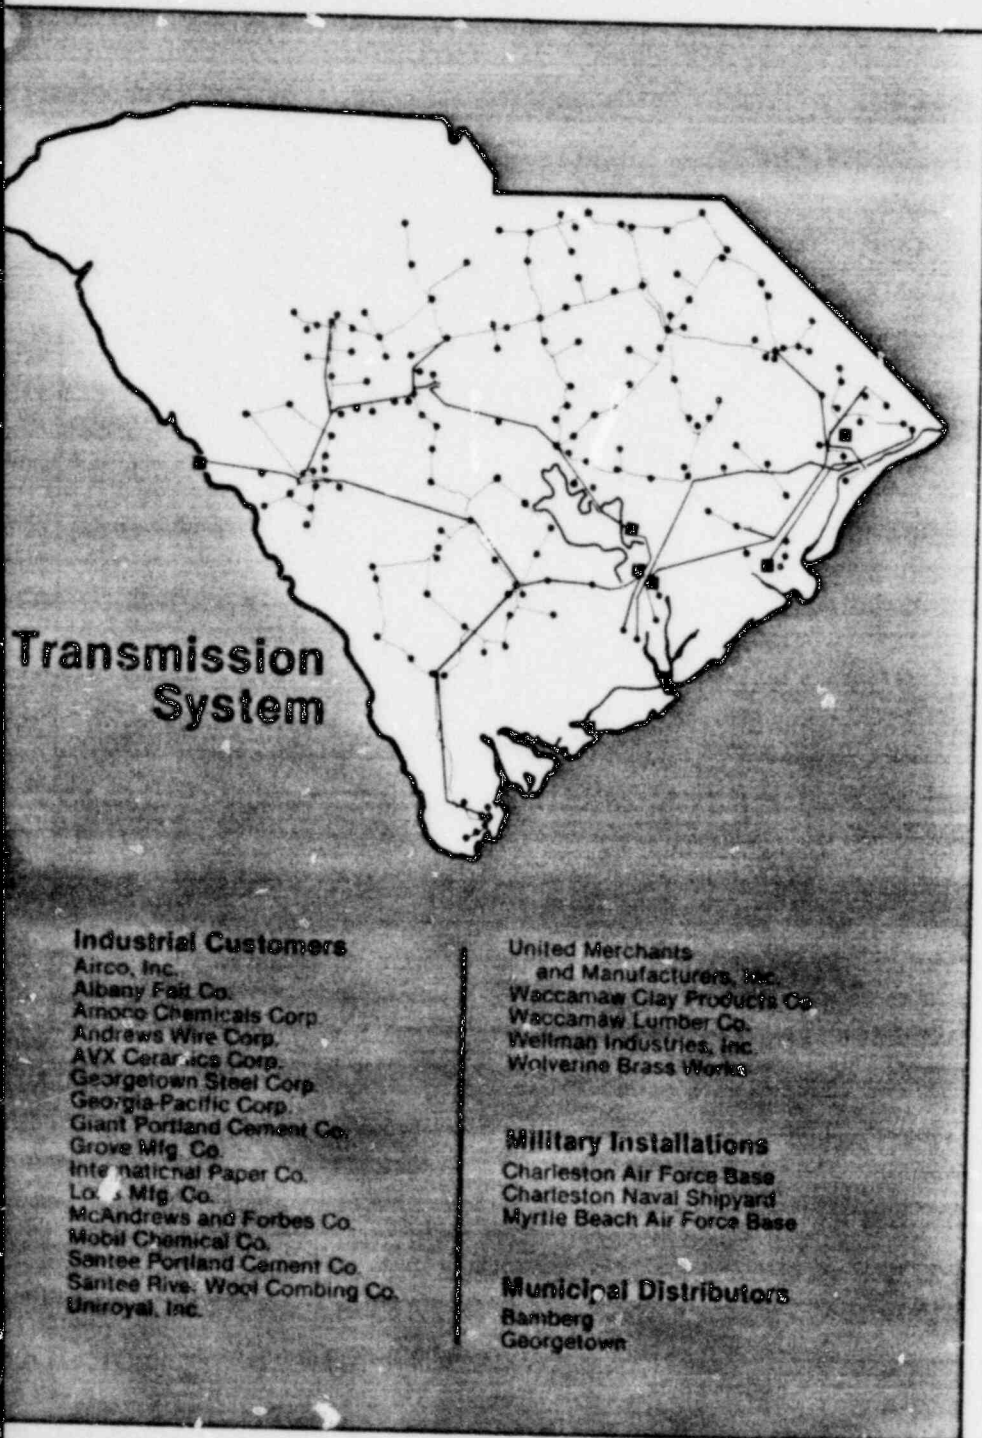 Transmission
System
Industrial Customers
Airco, Inc.
Albany Felt Co.
Amoco Chemicals Corp.
Andrews Wire Corp.
AVX Ceramics Corp.
Georgetown Steel Corp.
Georgia-Pacific Corp.
Giant Portland Cement Co.
Grove Mfg. Co.
International Paper Co.
Mfg. Co.
McAndrews and Forbes Co.
Mobil Chemical Co.
Santee Portland Cement Co.
Santee River Wool Combing Co.
Uniroyal, Inc.
United Merchants
and Manufacturers, Inc.
Waccamaw Clay Products Co.
Waccamaw Lumber Co.
Wellman Industries, Inc.
Wolverine Brass Works
Military Installations
Charleston Air Force Base
Charleston Naval Shipyard
Myrtle Beach Air Force Base
Municipal Distributors
Bamberg
Georgetown